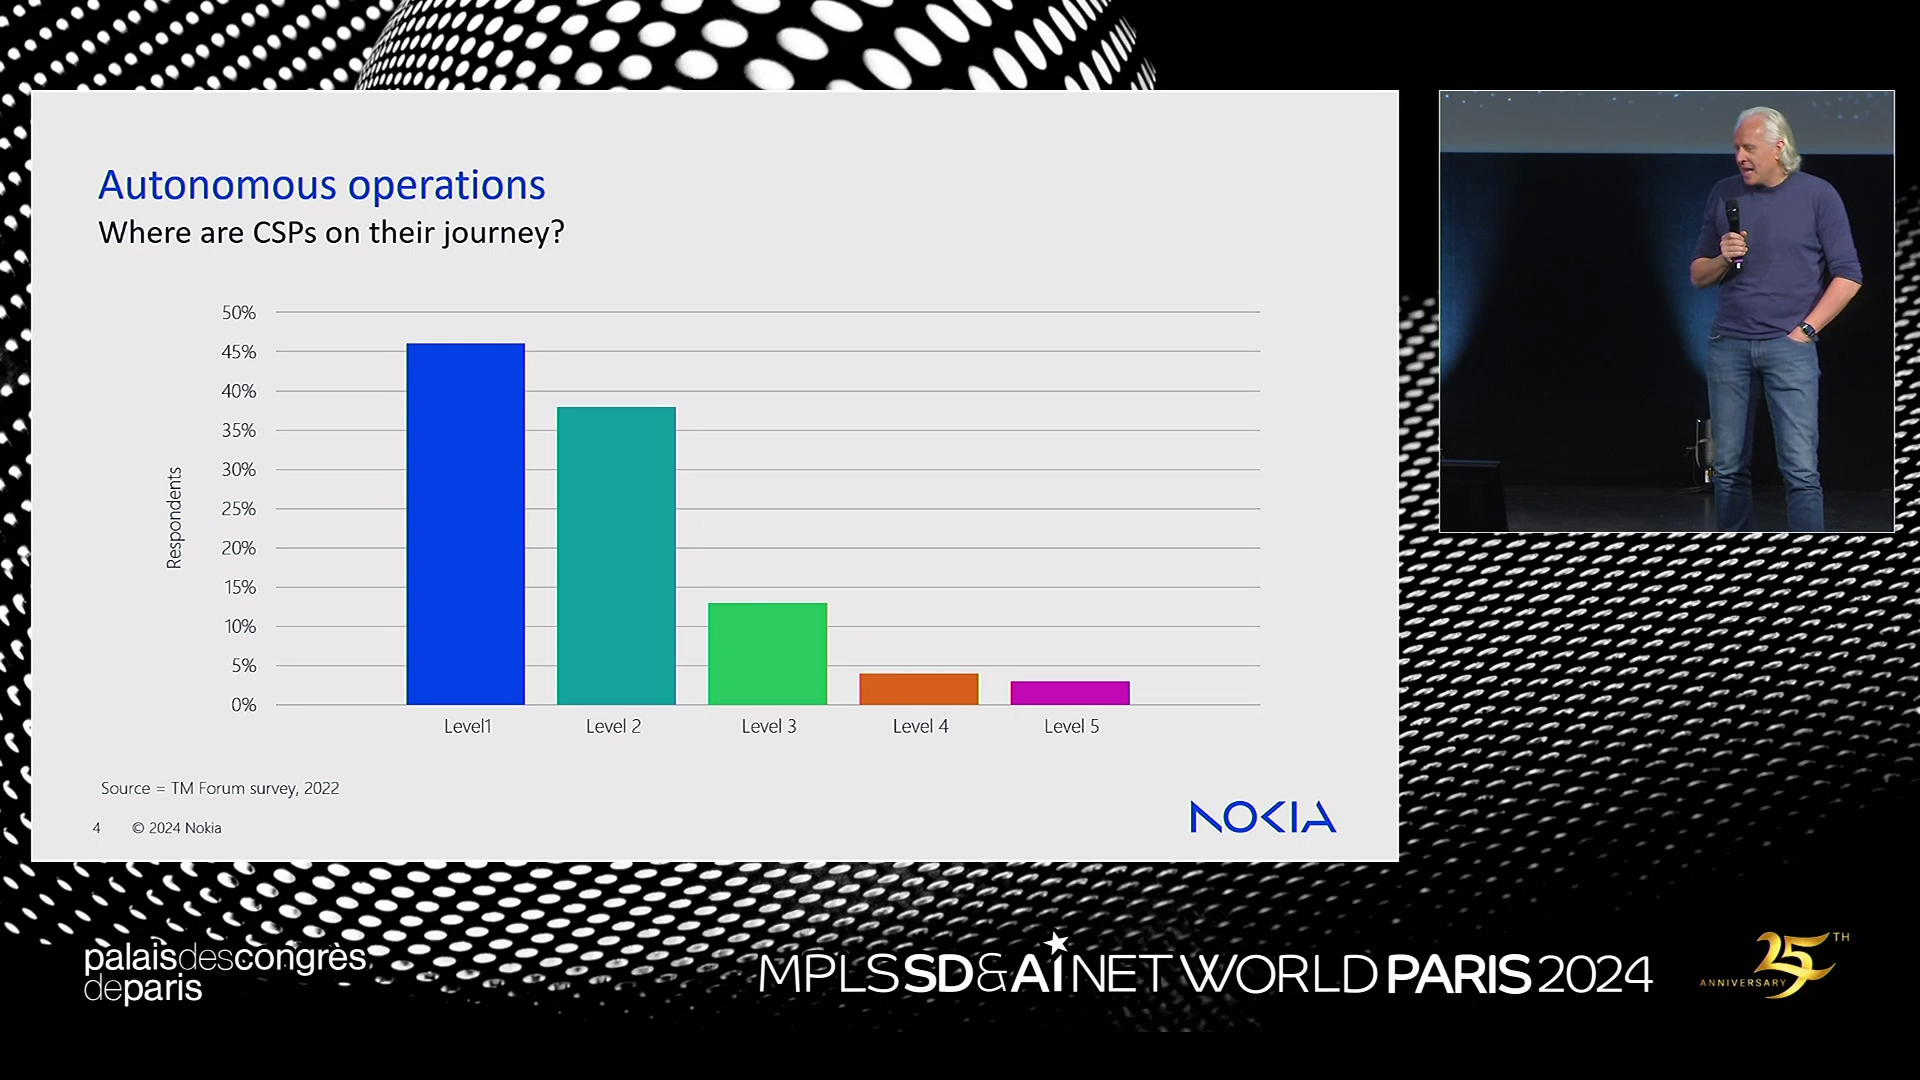 Autonomous operations
Where are CSPs on their journey?
50%
45%
40%
35%
30%
25%
20%
15%
10%
5%
0%
Respondents
Level1
Level 2
Level 3
Level 4
Level 5
Source = TM Forum survey, 2022
4 © 2024 Nokia
NOKIA
palaisdescongrès
deparis
MPLS SD & AI NET WORLD PARIS 2024
25TH
ANNIVERSARY